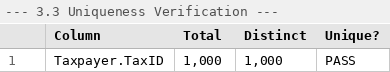 --- 3.3 Uniqueness Verification ---
Column Total Distinct Unique?
1 Taxpayer.TaxID 1,000 1,000 PASS